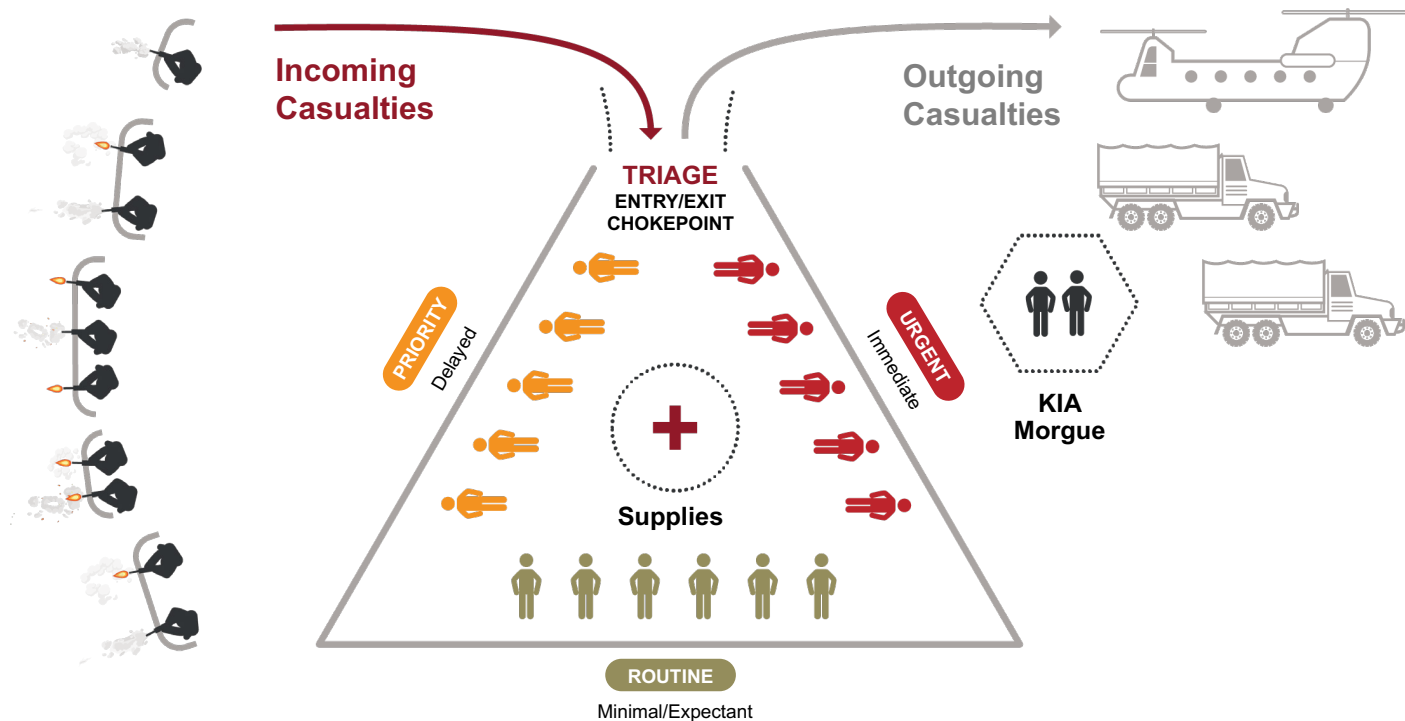 Incoming
Casualties
Outgoing
Casualties
TRIAGE
ENTRY/EXIT
CHOKEPOINT
PRIORITY
Delayed
URGENT
Immediate
KIA
Morgue
Supplies
ROUTINE
Minimal/Expectant